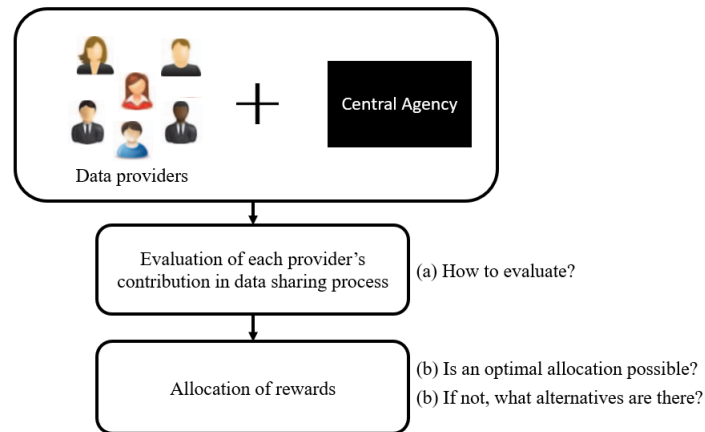 Central Agency
Data providers
Evaluation of each provider's
contribution in data sharing process
(a) How to evaluate?
Allocation of rewards
(b) Is an optimal allocation possible?
(b) If not, what alternatives are there?